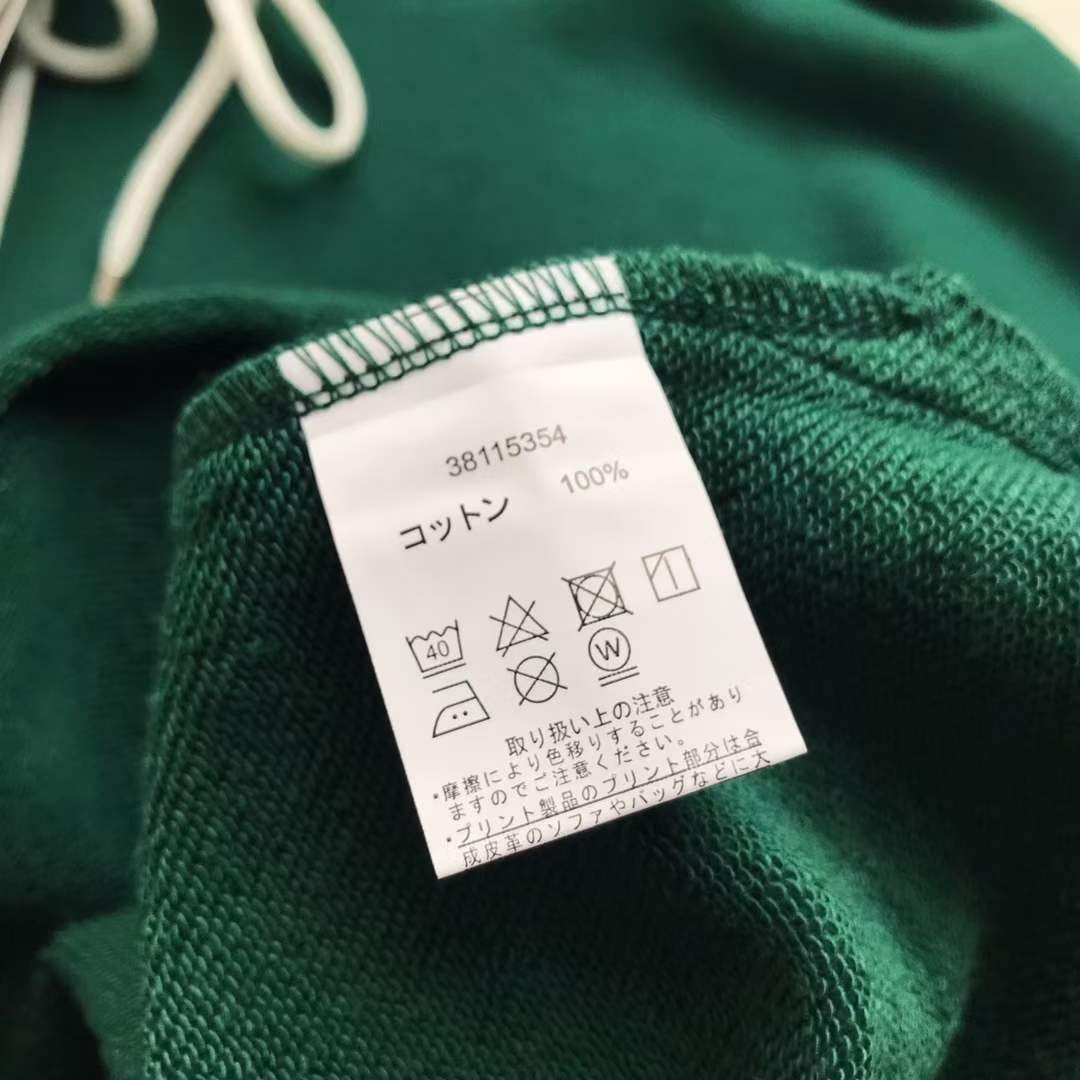 38115354
コットン 100%
40
W
取り扱い上の注意
・摩擦により色移りすることがあり
ますのでご注意ください。
・プリント製品のプリント部分は合
成皮革のソファやバッグなどに大